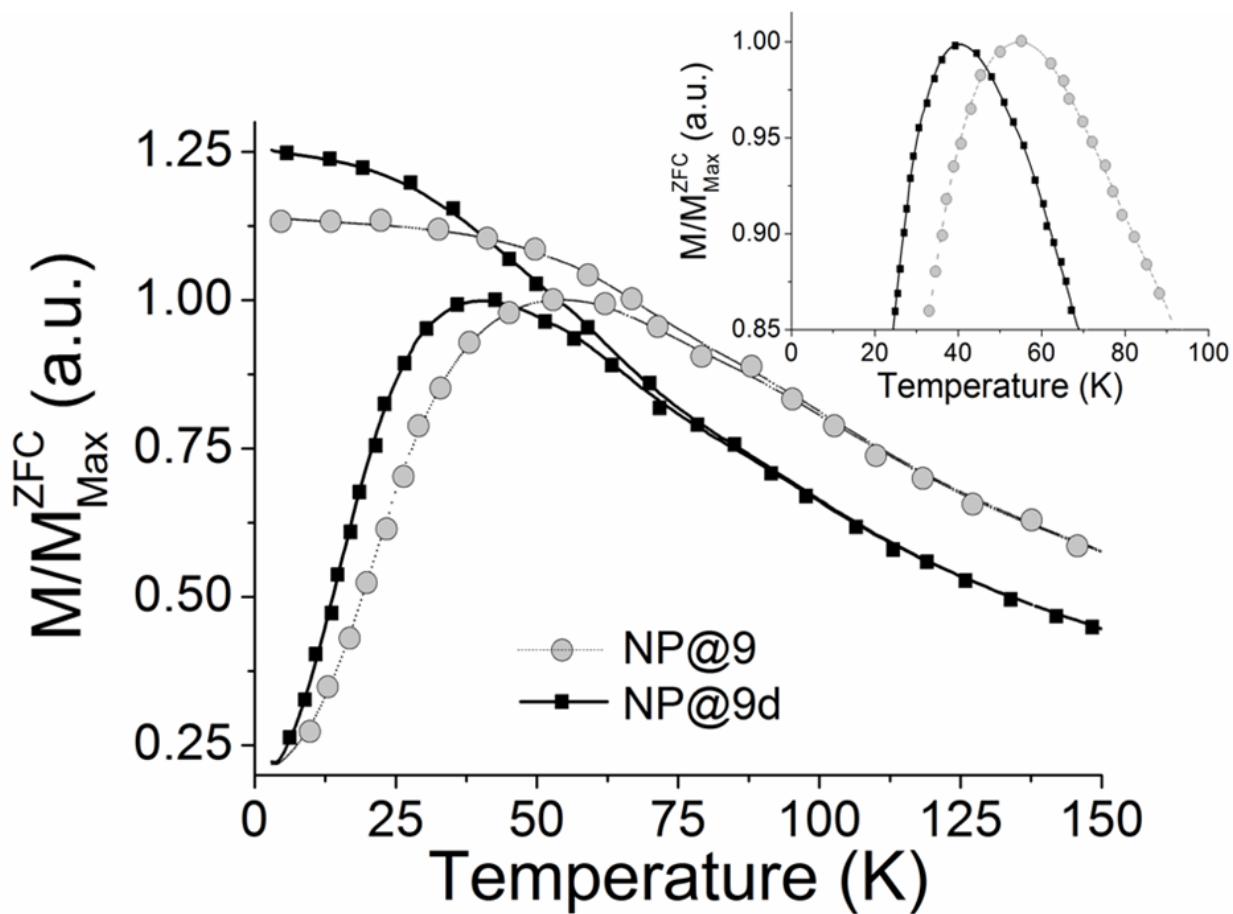 M/M^ZFC_Max (a.u.)
1.25
1.00
0.75
0.50
0.25
0 25 50 75 100 125 150
Temperature (K)
NP@9
NP@9d
M/M^ZFC_Max (a.u.)
1.00
0.95
0.90
0.85
0 20 40 60 80 100
Temperature (K)